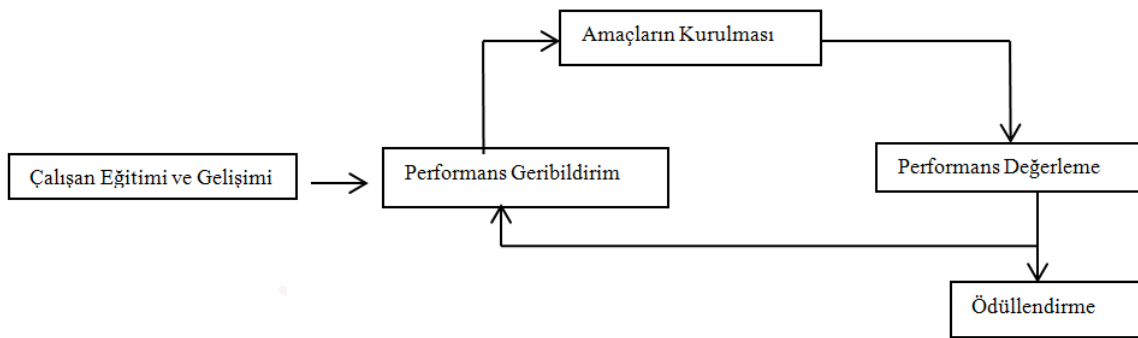 Amaçların Kurulması
Çalışan Eğitimi ve Gelişimi
Performans Geribildirim
Performans Değerleme
Ödüllendirme